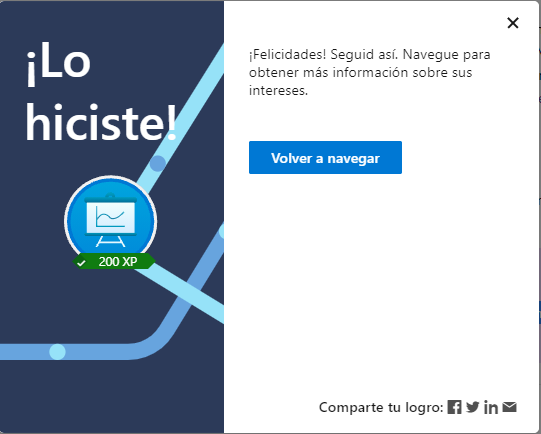 ¡Lo
hiciste!
200 XP
¡Felicidades! Seguid así. Navegue para
obtener más información sobre sus
intereses.
Volver a navegar
Comparte tu logro: